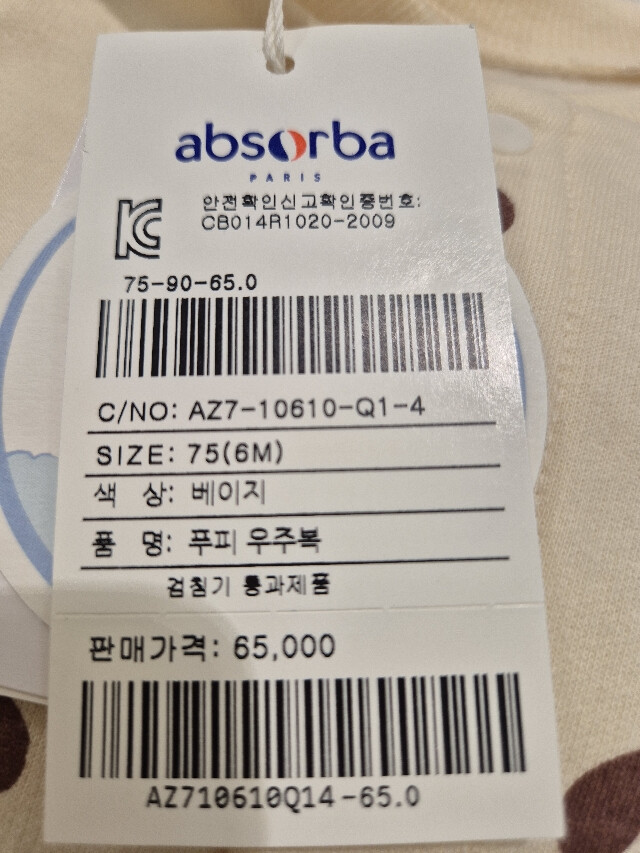 absorba
PARIS
안전확인신고확인증번호:
CB014R1020-2009
75-90-65.0
C/NO: AZ7-10610-Q1-4
SIZE: 75(6M)
색 상: 베이지
품 명: 푸피 우주복
검침기 통과제품
판매가격: 65,000
AZ710610Q14-65.0